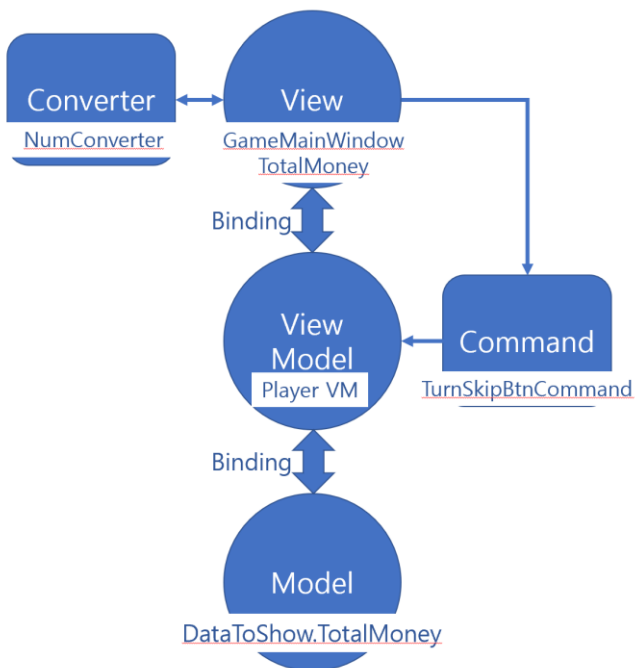 Converter
NumConverter
View
GameMainWindow
TotalMoney
Binding
View
Model
Player VM
Command
TurnSkipBtnCommand
Binding
Model
DataToShow.TotalMoney